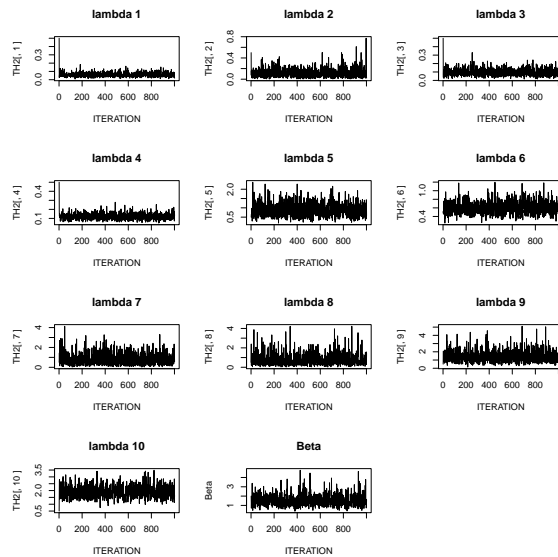 lambda 1
TH2[, 1 ]
0.0 0.3
0 200 400 600 800
ITERATION
lambda 2
TH2[, 2 ]
0.0 0.4 0.8
0 200 400 600 800
ITERATION
lambda 3
TH2[, 3 ]
0.0 0.3
0 200 400 600 800
ITERATION
lambda 4
TH2[, 4 ]
0.1 0.4
0 200 400 600 800
ITERATION
lambda 5
TH2[, 5 ]
0.5 2.0
0 200 400 600 800
ITERATION
lambda 6
TH2[, 6 ]
0.4 1.0
0 200 400 600 800
ITERATION
lambda 7
TH2[, 7 ]
0 2 4
0 200 400 600 800
ITERATION
lambda 8
TH2[, 8 ]
0 2 4
0 200 400 600 800
ITERATION
lambda 9
TH2[, 9 ]
0 2 4
0 200 400 600 800
ITERATION
lambda 10
TH2[, 10 ]
0.5 2.0 3.5
0 200 400 600 800
ITERATION
Beta
Beta
1 3
0 200 400 600 800
ITERATION